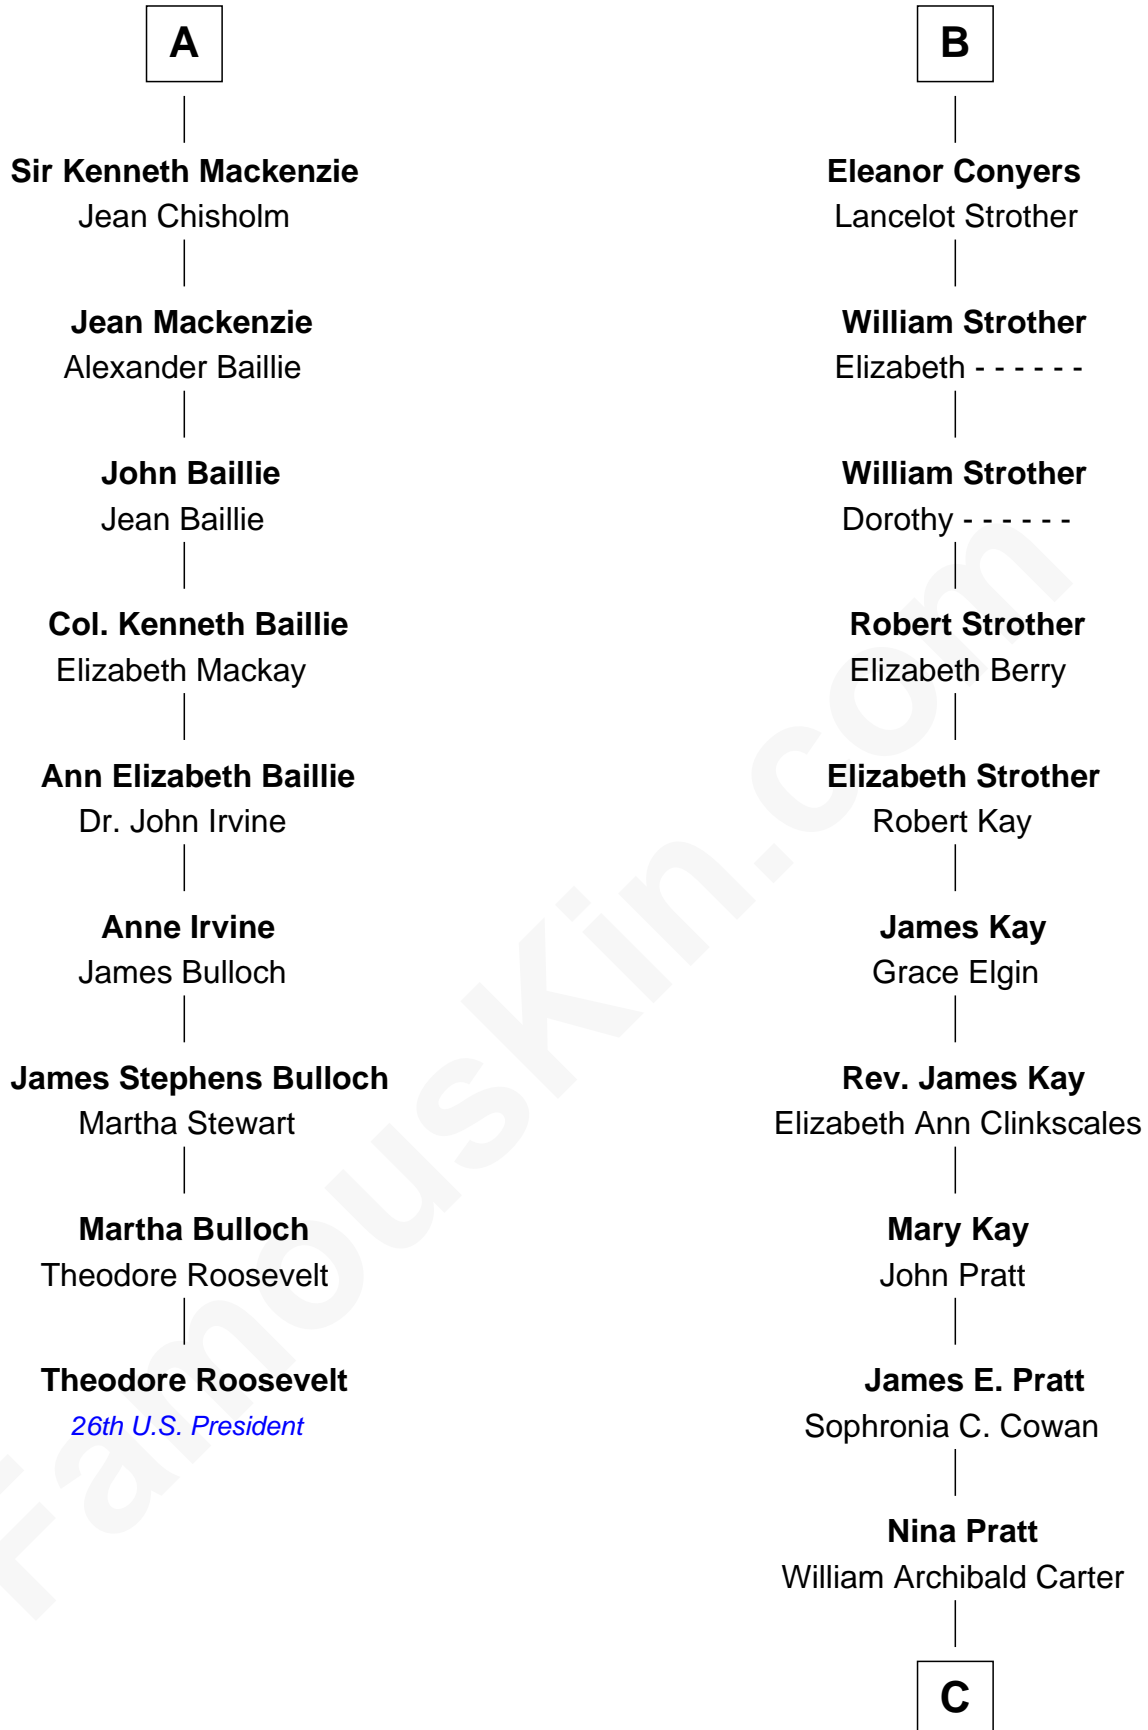 A
Sir Kenneth Mackenzie
Jean Chisholm
Jean Mackenzie
Alexander Baillie
John Baillie
Jean Baillie
Col. Kenneth Baillie
Elizabeth Mackay
Ann Elizabeth Baillie
Dr. John Irvine
Anne Irvine
James Bulloch
James Stephens Bulloch
Martha Stewart
Martha Bulloch
Theodore Roosevelt
Theodore Roosevelt
26th U.S. President
B
Eleanor Conyers
Lancelot Strother
William Strother
Elizabeth - - - - - -
William Strother
Dorothy - - - - - -
Robert Strother
Elizabeth Berry
Elizabeth Strother
Robert Kay
James Kay
Grace Elgin
Rev. James Kay
Elizabeth Ann Clinkscales
Mary Kay
John Pratt
James E. Pratt
Sophronia C. Cowan
Nina Pratt
William Archibald Carter
C
FamousKin.com